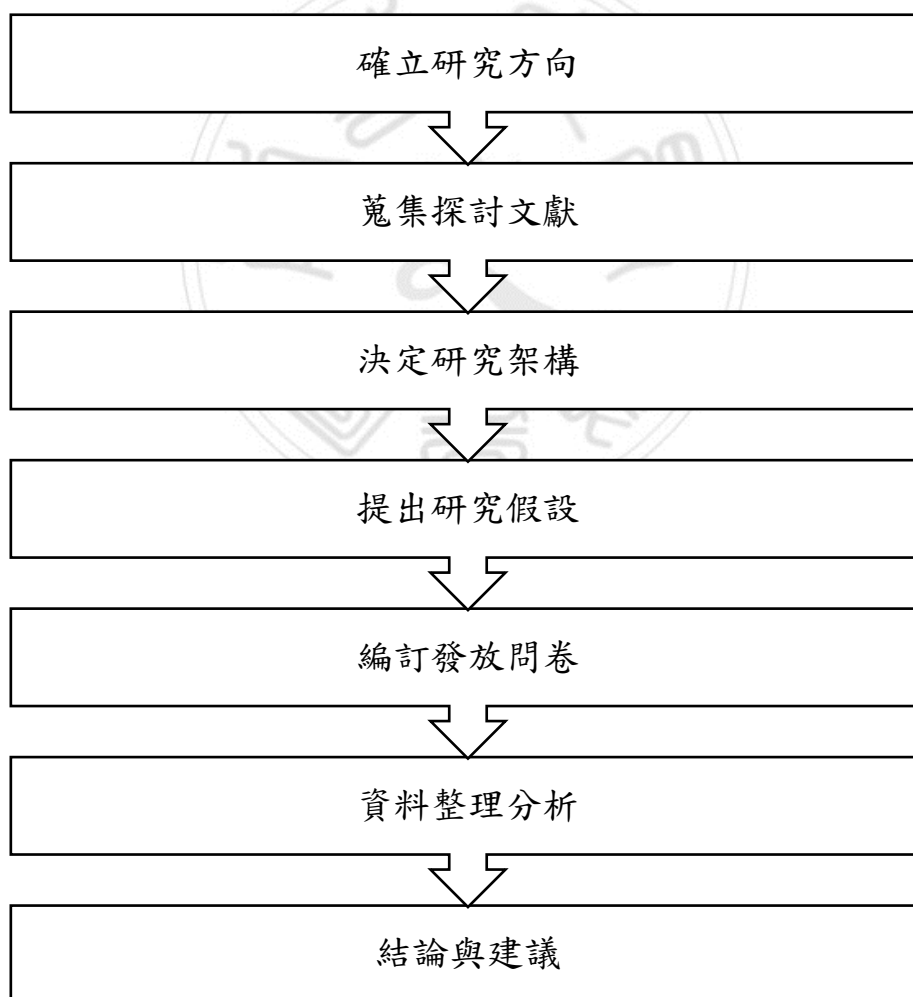 確立研究方向
蒐集探討文獻
決定研究架構
提出研究假設
編訂發放問卷
資料整理分析
結論與建議